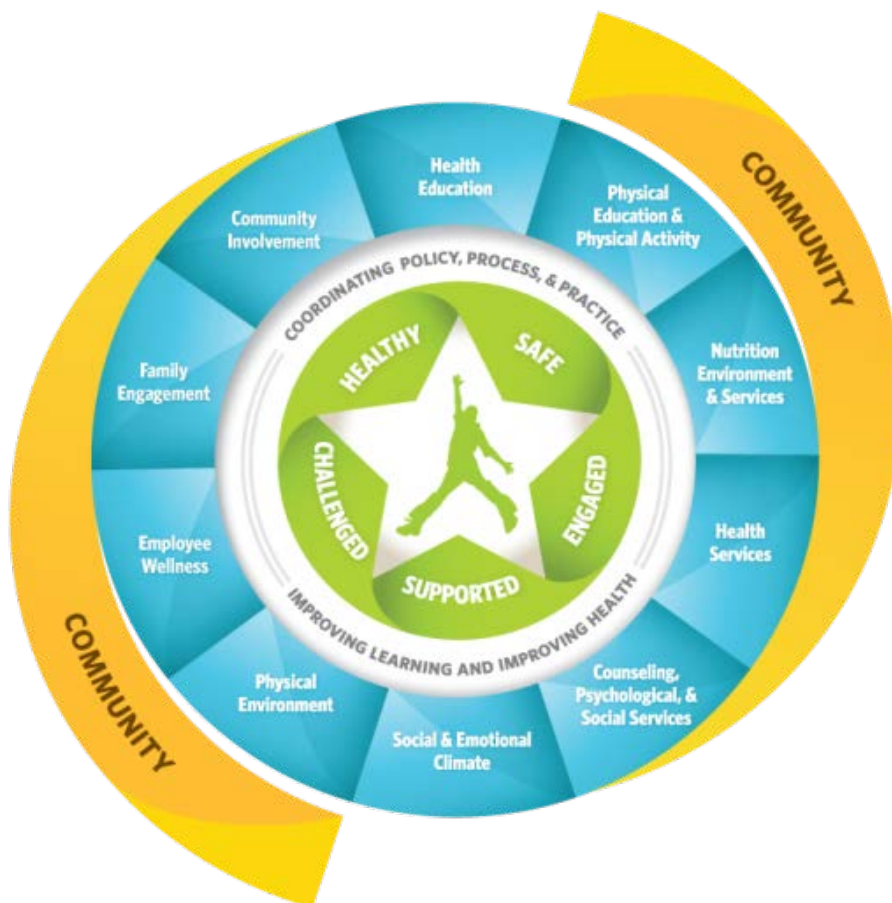 COMMUNITY
Health
Education
Physical
Education &
Physical Activity
Nutrition
Environment
& Services
Health
Services
Counseling,
Psychological, &
Social Services
Social & Emotional
Climate
Physical
Environment
Employee
Wellness
Family
Engagement
Community
Involvement
COORDINATING POLICY, PROCESS, & PRACTICE
IMPROVING LEARNING AND IMPROVING HEALTH
HEALTHY
SAFE
ENGAGED
SUPPORTED
CHALLENGED
COMMUNITY